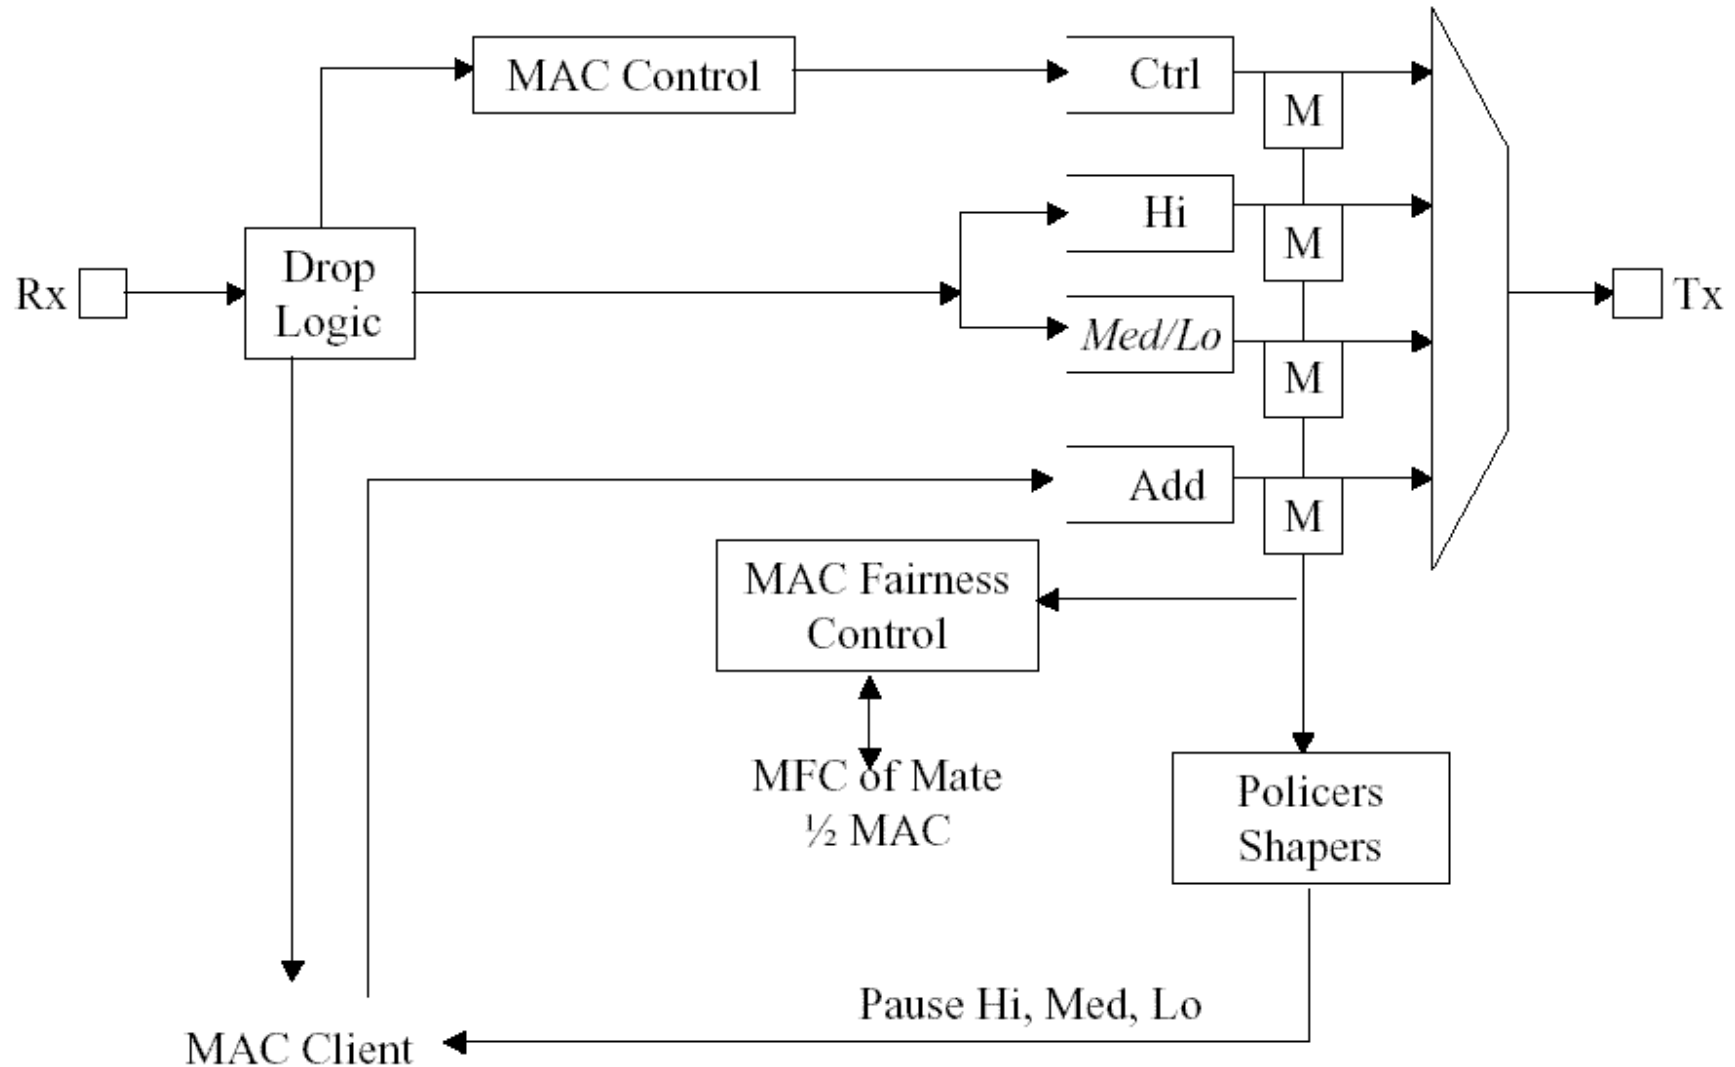 MAC Control
Ctrl
M
Hi
M
Rx
Drop
Logic
Tx
Med/Lo
M
Add
M
MAC Fairness
Control
MFC of Mate
½ MAC
Policers
Shapers
Pause Hi, Med, Lo
MAC Client